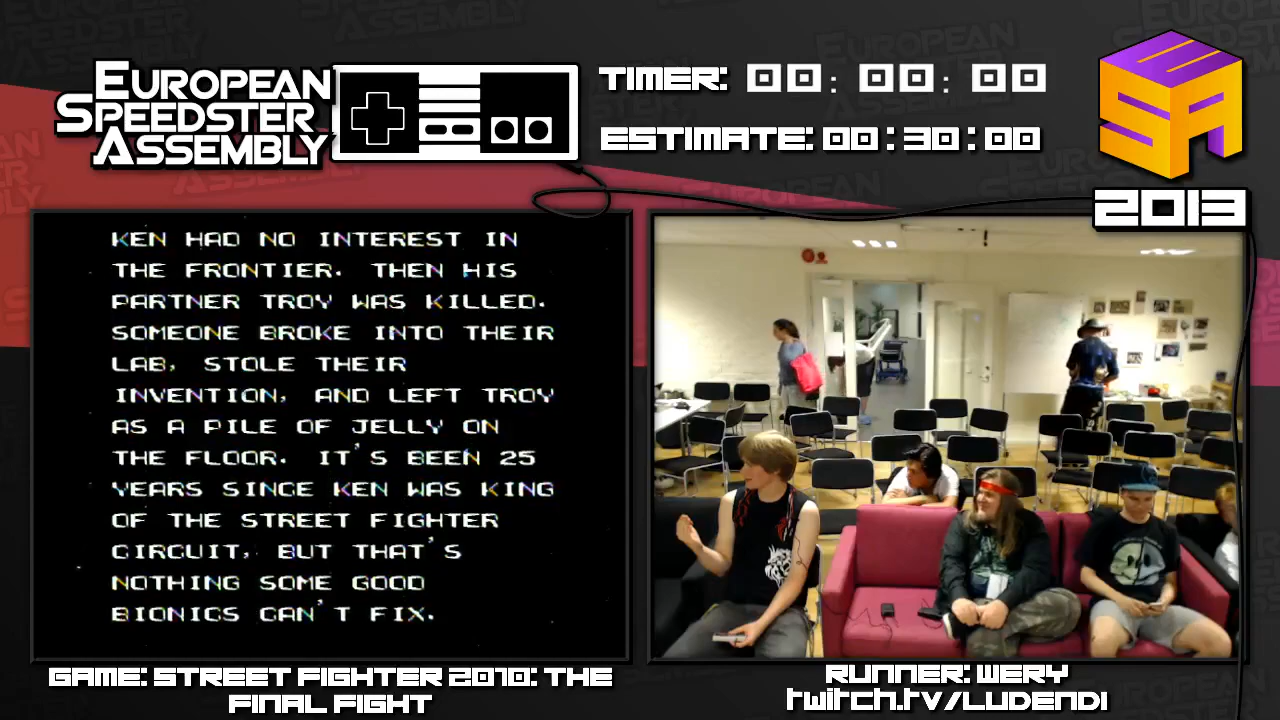 EUROPEAN
SPEEDSTER
ASSEMBLY
TIMER: 00:00:00
ESTIMATE: 00:30:00
ESA
2013
KEN HAD NO INTEREST IN
THE FRONTIER. THEN HIS
PARTNER TROY WAS KILLED.
SOMEONE BROKE INTO THEIR
LAB, STOLE THEIR
INVENTION, AND LEFT TROY
AS A PILE OF JELLY ON
THE FLOOR. IT'S BEEN 25
YEARS SINCE KEN WAS KING
OF THE STREET FIGHTER
CIRCUIT, BUT THAT'S
NOTHING SOME GOOD
BIONICS CAN'T FIX.
GAME: STREET FIGHTER 2010: THE
FINAL FIGHT
RUNNER: WERY
TWITCH.TV/LUDENDI